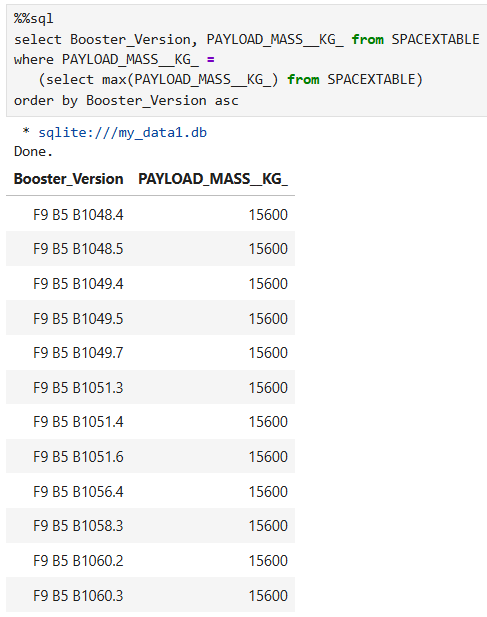 %%sql
select Booster_Version, PAYLOAD_MASS__KG_ from SPACEXTABLE
where PAYLOAD_MASS__KG_ =
(select max(PAYLOAD_MASS__KG_) from SPACEXTABLE)
order by Booster_Version asc
* sqlite:///my_data1.db
Done.
Booster_Version PAYLOAD_MASS__KG_
F9 B5 B1048.4 15600
F9 B5 B1048.5 15600
F9 B5 B1049.4 15600
F9 B5 B1049.5 15600
F9 B5 B1049.7 15600
F9 B5 B1051.3 15600
F9 B5 B1051.4 15600
F9 B5 B1051.6 15600
F9 B5 B1056.4 15600
F9 B5 B1058.3 15600
F9 B5 B1060.2 15600
F9 B5 B1060.3 15600